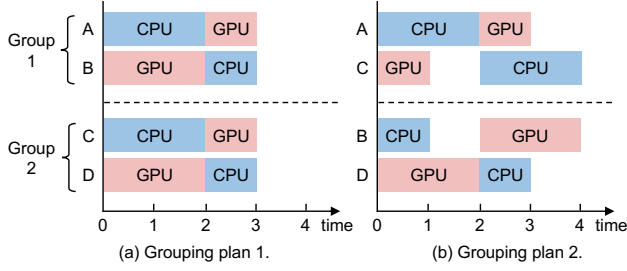 Group
1
A
CPU
GPU
B
GPU
CPU
Group
2
C
CPU
GPU
D
GPU
CPU
0
1
2
3
4
time
(a) Grouping plan 1.
A
CPU
GPU
C
GPU
CPU
B
CPU
GPU
D
GPU
CPU
0
1
2
3
4
time
(b) Grouping plan 2.